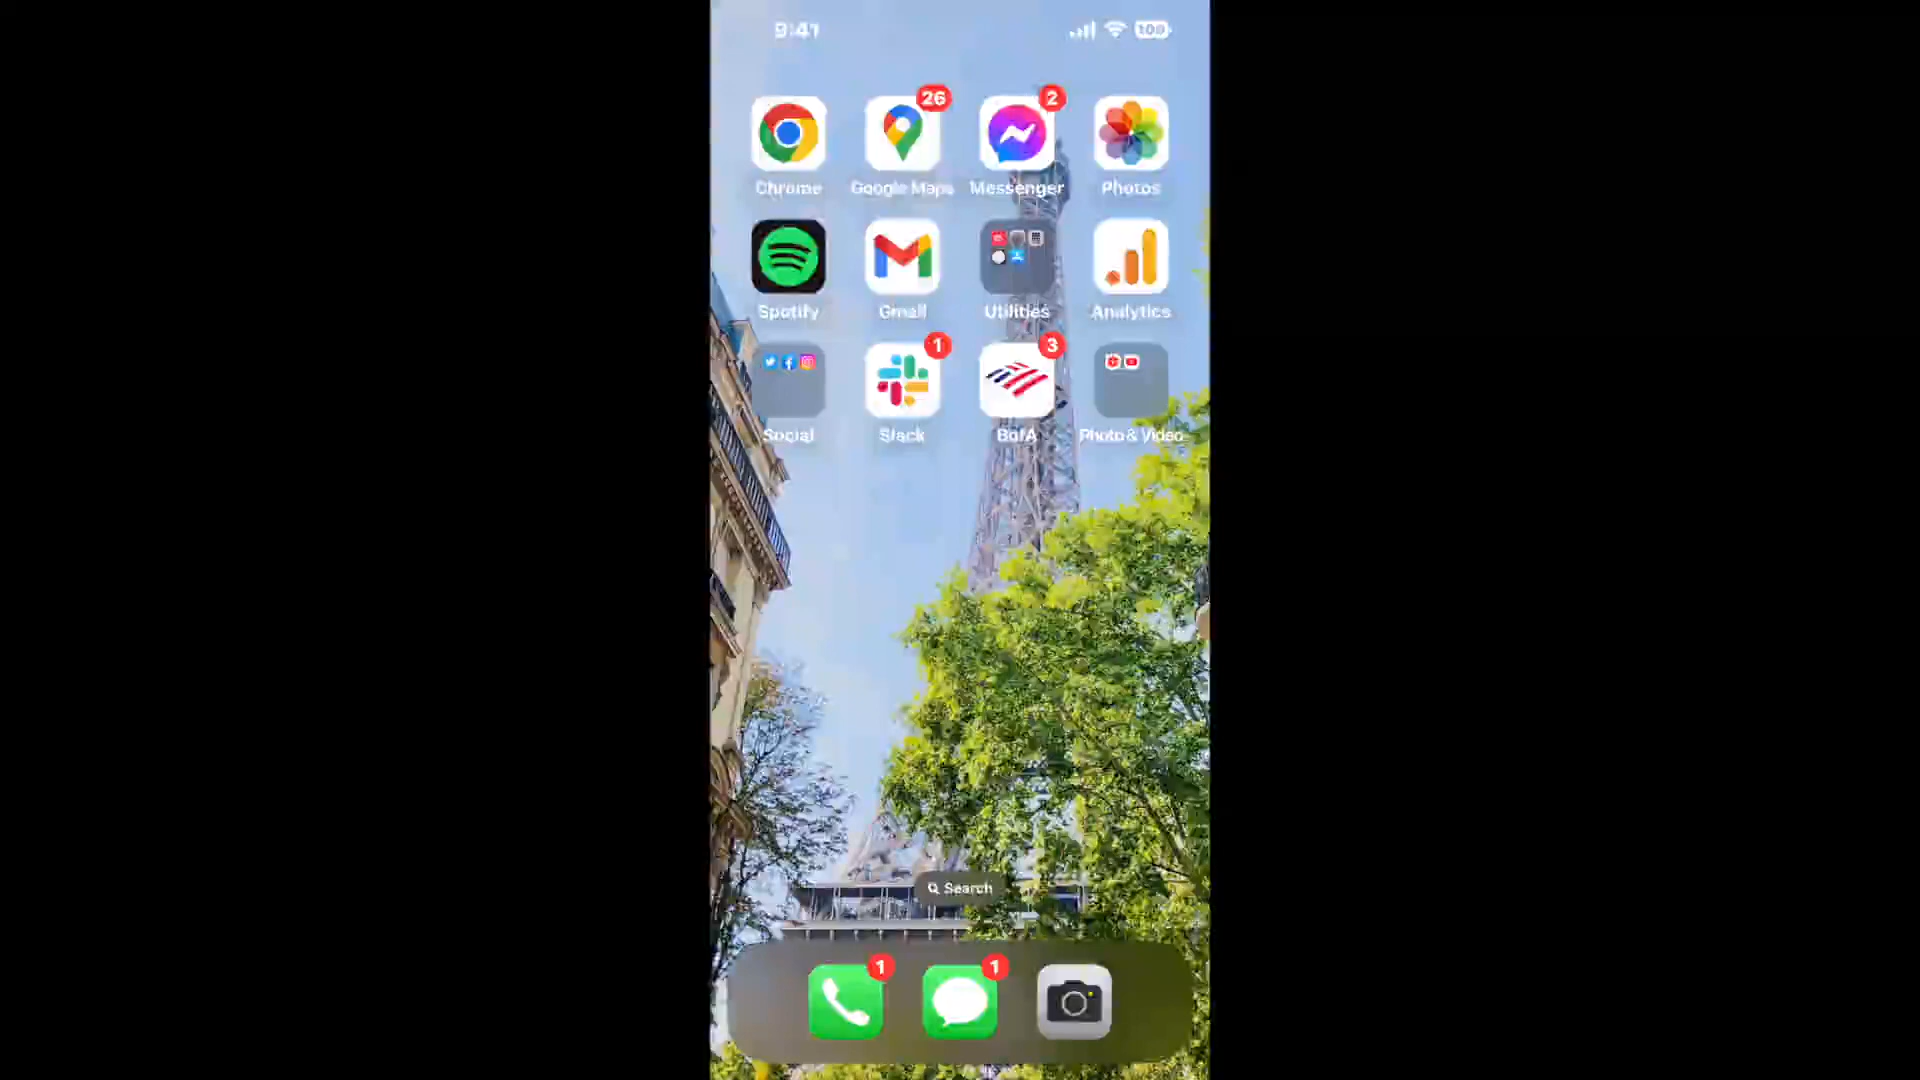 9:41
100
26
2
Chrome
Google Maps
Messenger
Photos
Spotify
Gmail
Utilities
Analytics
1
3
Social
Slack
BofA
Photo & Video
Search
1
1